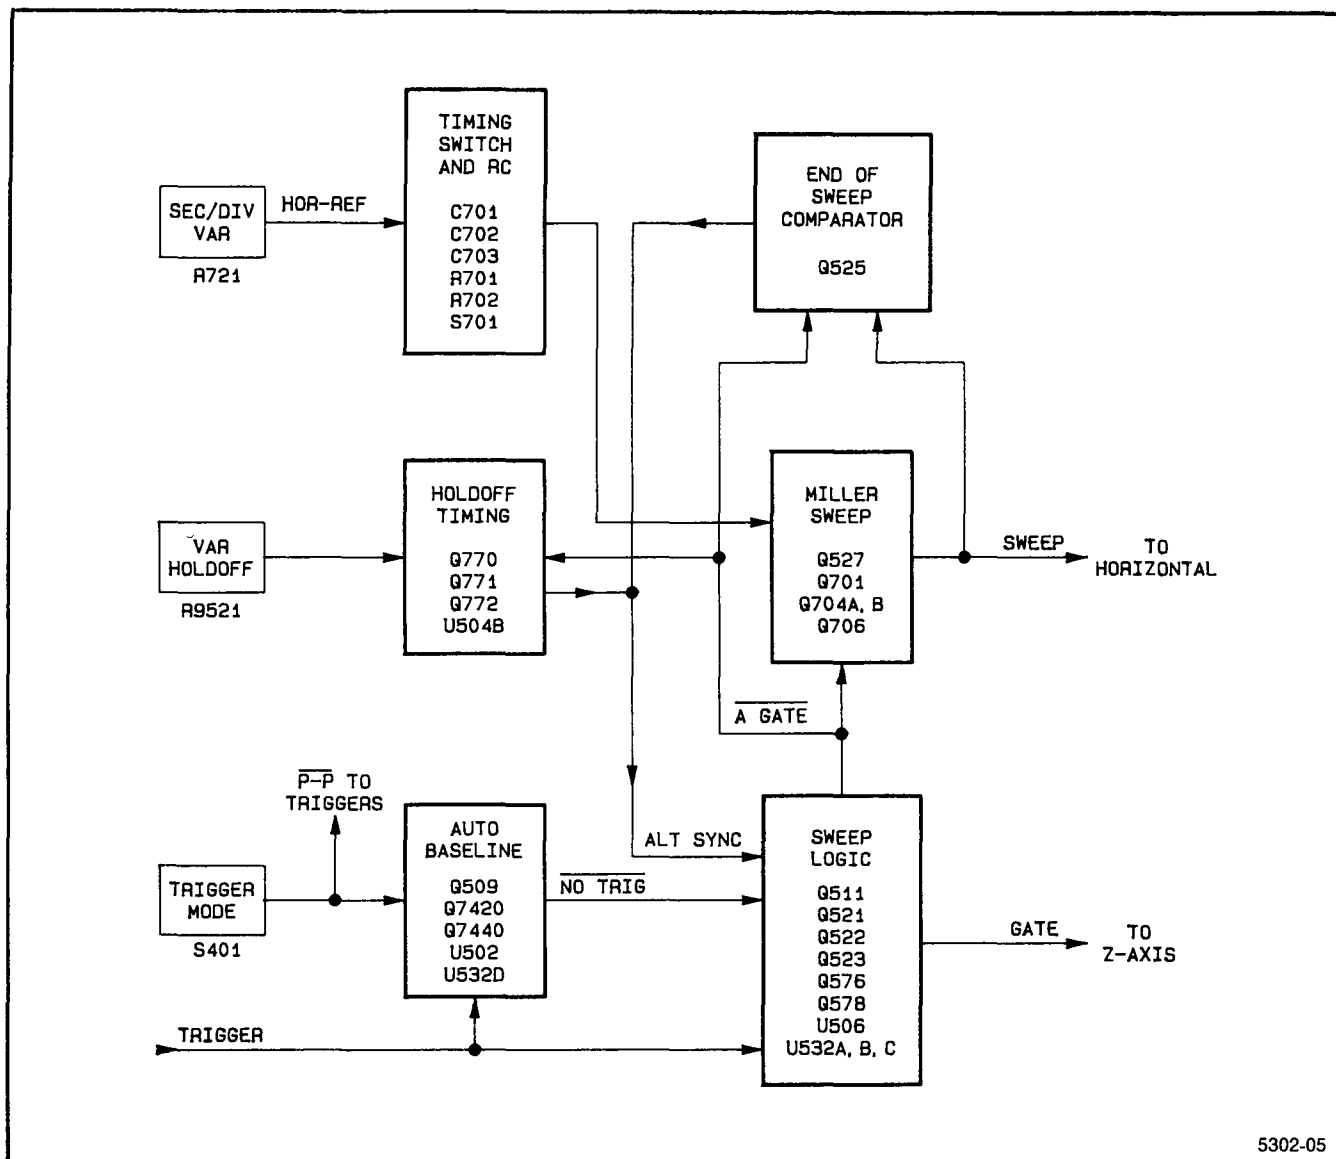 TIMING
SWITCH
AND RC
C701
C702
C703
R701
R702
S701
SEC/DIV
VAR
R721
HOR-REF
END OF
SWEEP
COMPARATOR
Q525
HOLDOFF
TIMING
Q770
Q771
Q772
U504B
VAR
HOLDOFF
R9521
MILLER
SWEEP
Q527
Q701
Q704A, B
Q706
SWEEP
TO
HORIZONTAL
A GATE
P-P TO
TRIGGERS
AUTO
BASELINE
Q509
Q7420
Q7440
U502
U532D
TRIGGER
MODE
S401
ALT SYNC
NO TRIG
SWEEP
LOGIC
Q511
Q521
Q522
Q523
Q576
Q578
U506
U532A, B, C
GATE
TO
Z-AXIS
TRIGGER
5302-05